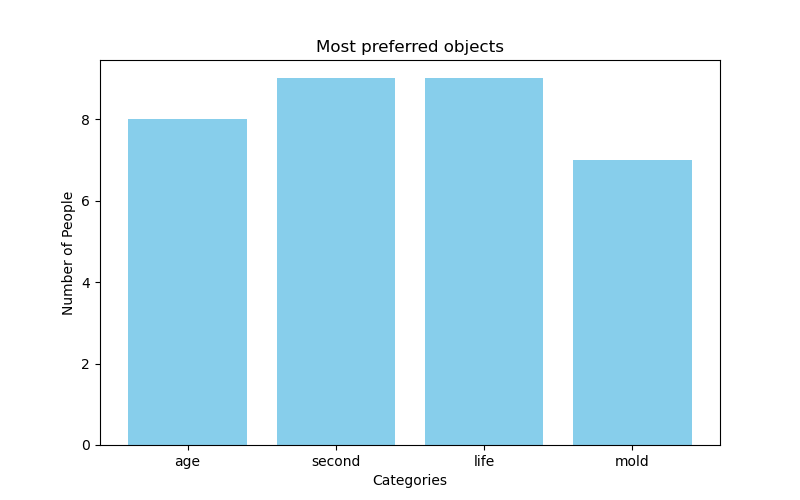 Most preferred objects
Number of People
8
6
4
2
0
age second life mold
Categories